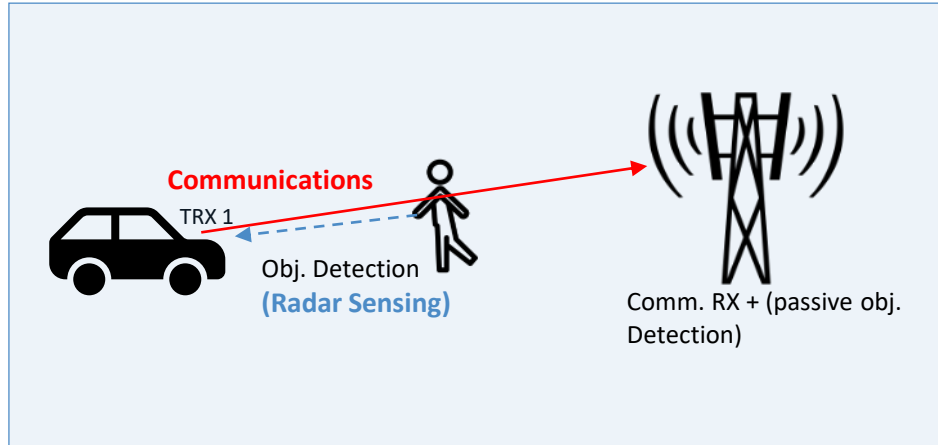 Communications
TRX 1
Obj. Detection
(Radar Sensing)
Comm. RX + (passive obj.
Detection)